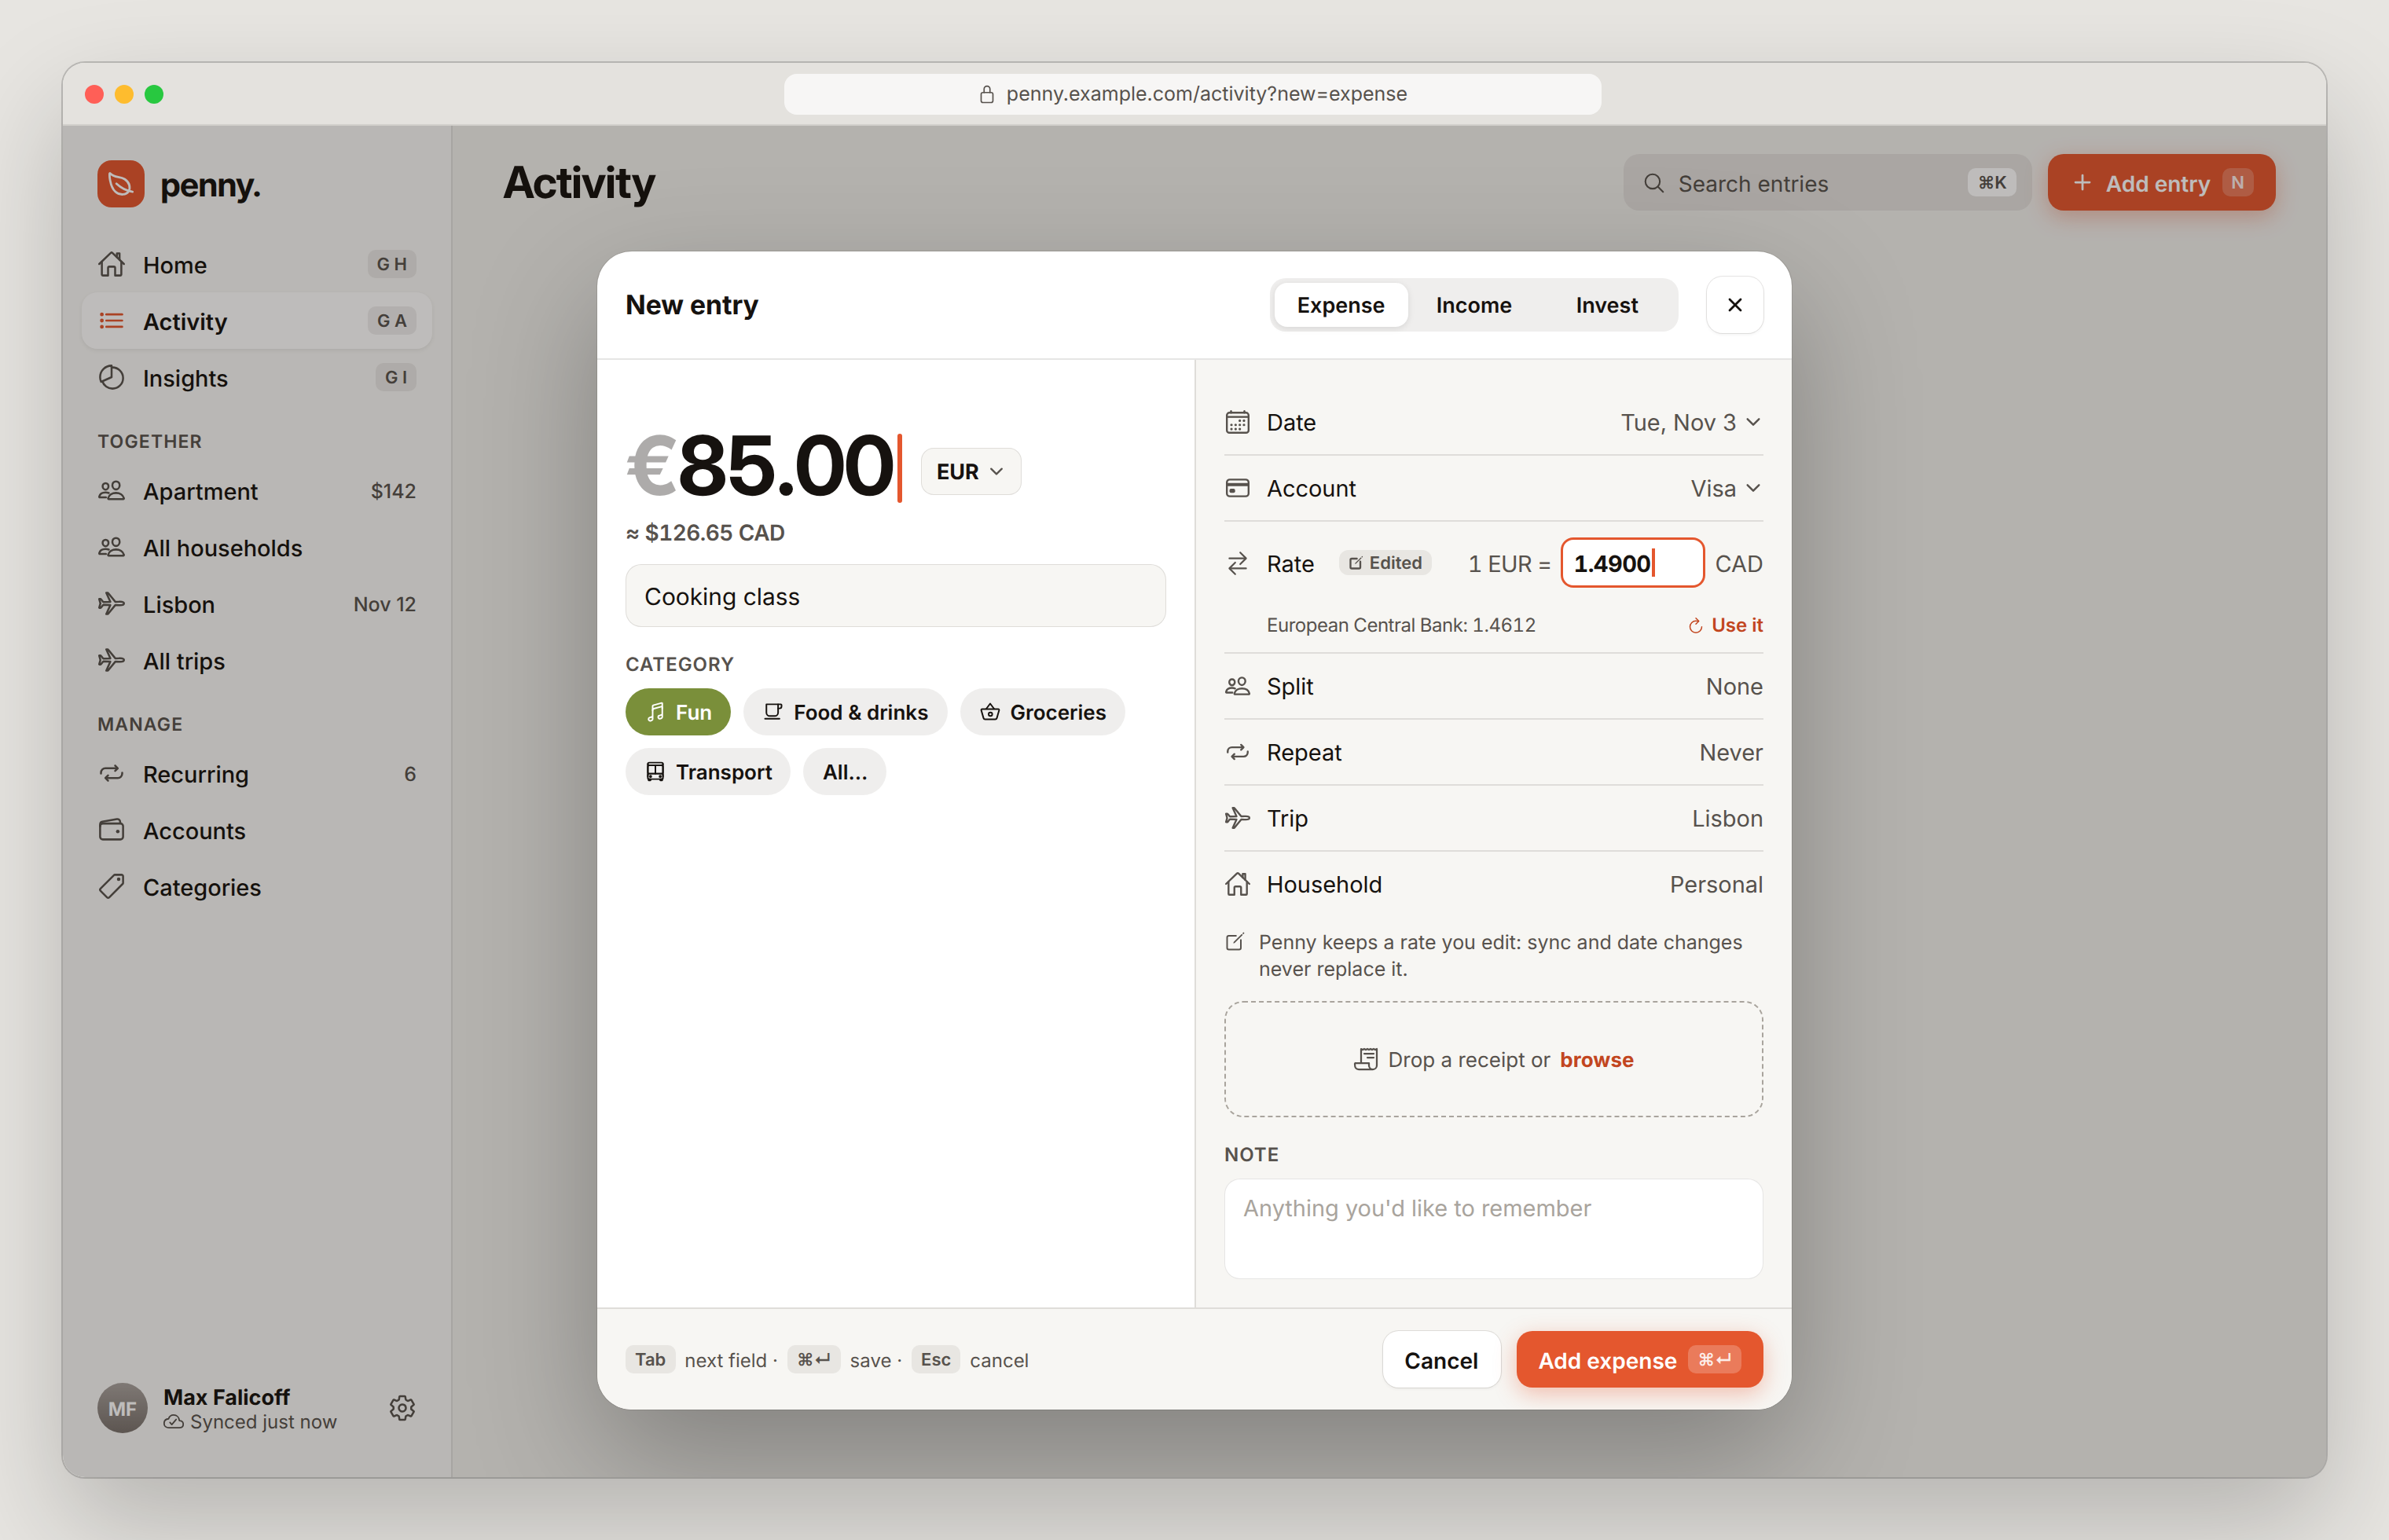 penny.example.com/activity?new=expense
penny.
Activity
Search entries ⌘K
+ Add entry N
Home G H
Activity G A
Insights G I
TOGETHER
Apartment $142
All households
Lisbon Nov 12
All trips
MANAGE
Recurring 6
Accounts
Categories
MF
Max Falicoff
Synced just now
New entry
Expense Income Invest
€85.00 EUR
≈ $126.65 CAD
Cooking class
CATEGORY
Fun Food & drinks Groceries
Transport All...
Date Tue, Nov 3
Account Visa
Rate Edited 1 EUR = 1.4900 CAD
European Central Bank: 1.4612 Use it
Split None
Repeat Never
Trip Lisbon
Household Personal
Penny keeps a rate you edit: sync and date changes
never replace it.
Drop a receipt or browse
NOTE
Anything you'd like to remember
Tab next field · ⌘↵ save · Esc cancel
Cancel
Add expense ⌘↵